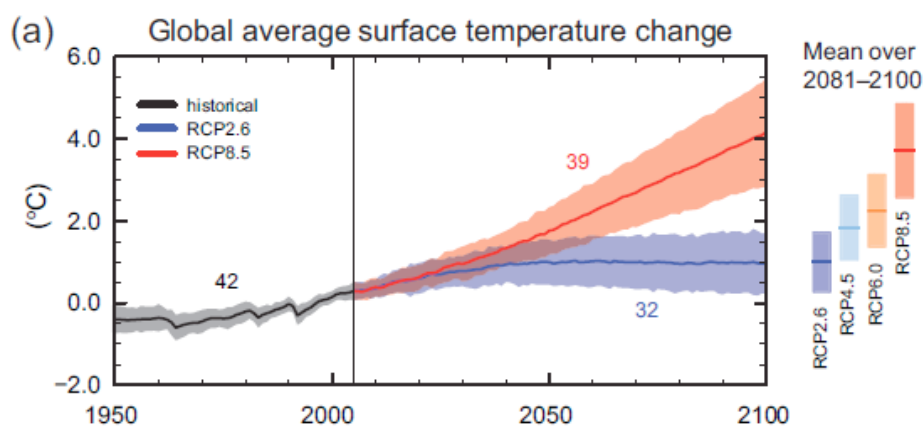 (a) Global average surface temperature change
Mean over
2081–2100
6.0
4.0
2.0
0.0
−2.0
(°C)
historical
RCP2.6
RCP8.5
42
39
32
1950
2000
2050
2100
RCP2.6
RCP4.5
RCP6.0
RCP8.5